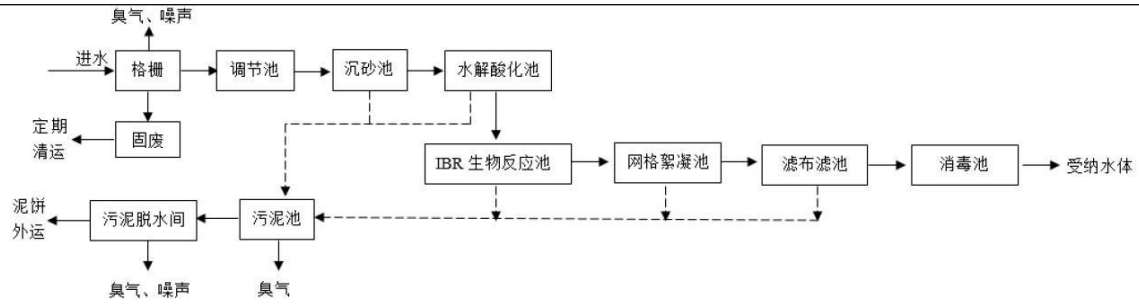 臭气、噪声
进水
格栅
调节池
沉砂池
水解酸化池
定期
清运
固废
IBR 生物反应池
网格絮凝池
滤布滤池
消毒池
受纳水体
泥饼
外运
污泥脱水间
污泥池
臭气、噪声
臭气